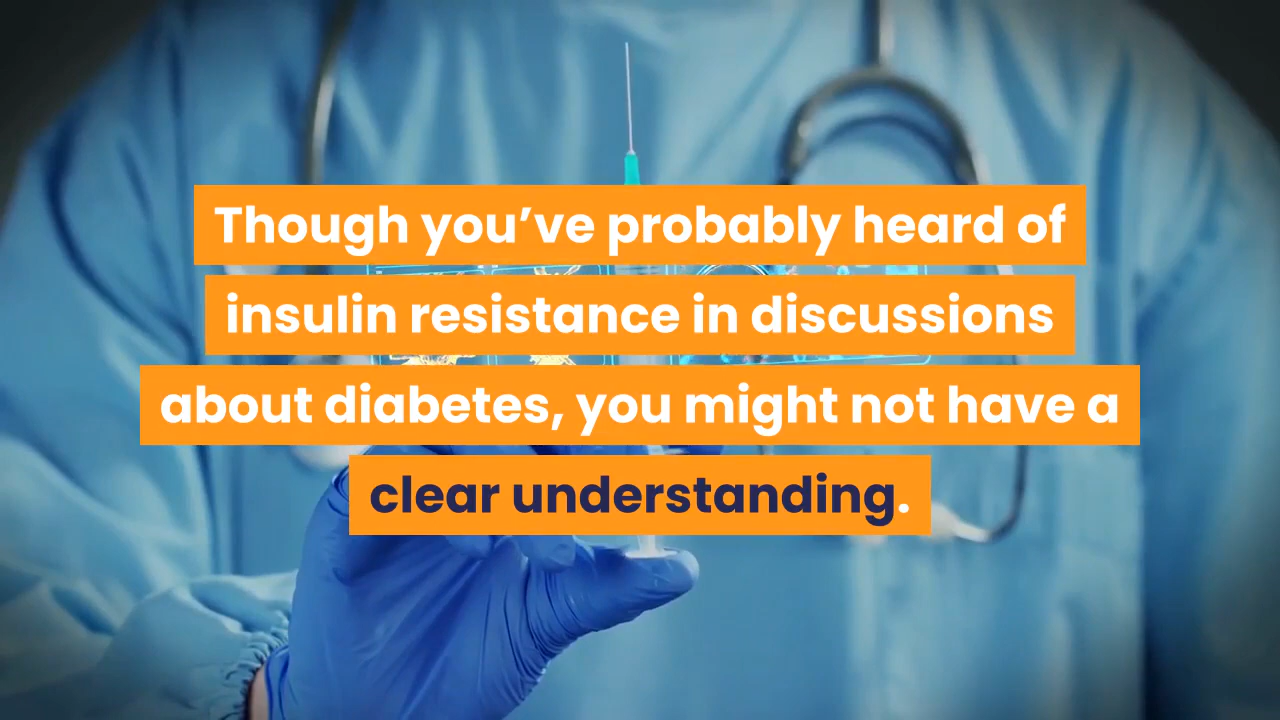 Though you’ve probably heard of
insulin resistance in discussions
about diabetes, you might not have a
clear understanding.